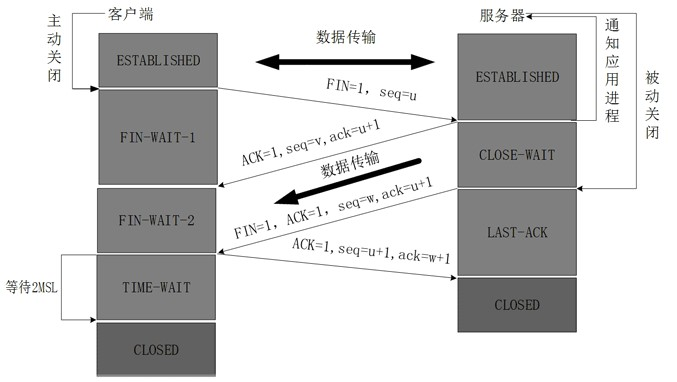 客户端
服务器
主动关闭
数据传输
通知应用进程
被动关闭
ESTABLISHED
ESTABLISHED
FIN=1, seq=u
FIN-WAIT-1
ACK=1,seq=v,ack=u+1
CLOSE-WAIT
数据传输
FIN-WAIT-2
FIN=1, ACK=1, seq=w,ack=u+1
LAST-ACK
ACK=1,seq=u+1,ack=w+1
等待2MSL
TIME-WAIT
CLOSED
CLOSED